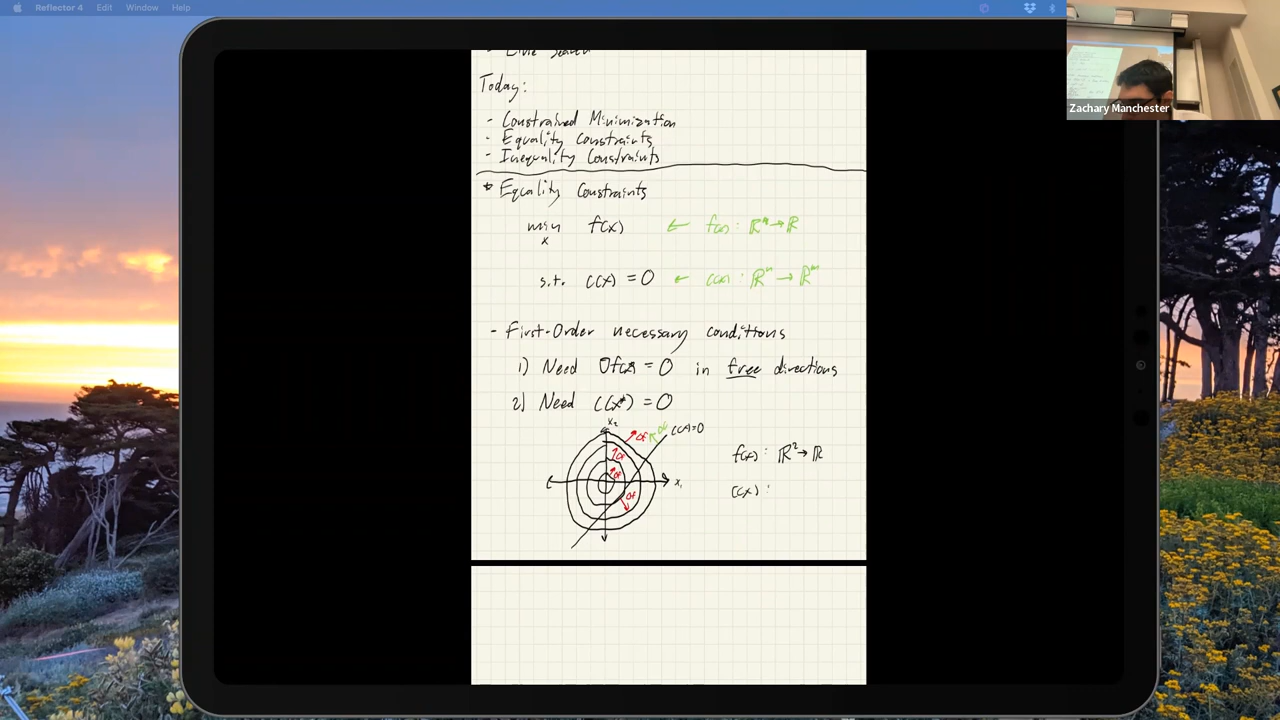 Reflector 4 Edit Window Help
Zachary Manchester
- Line Search
Today:
- Constrained Minimization
- Equality Constraints
- Inequality Constraints
* Equality Constraints
min f(x) ← f(x) : ℝⁿ → ℝ
x
s.t. C(x) = 0 ← C(x) : ℝⁿ → ℝᵐ
- First-Order necessary conditions
1) Need ∇f(x) = 0 in free directions
2) Need C(x*) = 0
x₂
∇f
∇C
C(x)=0
∇f
∇f
x₁
∇f
f(x) : ℝ² → ℝ
C(x) :